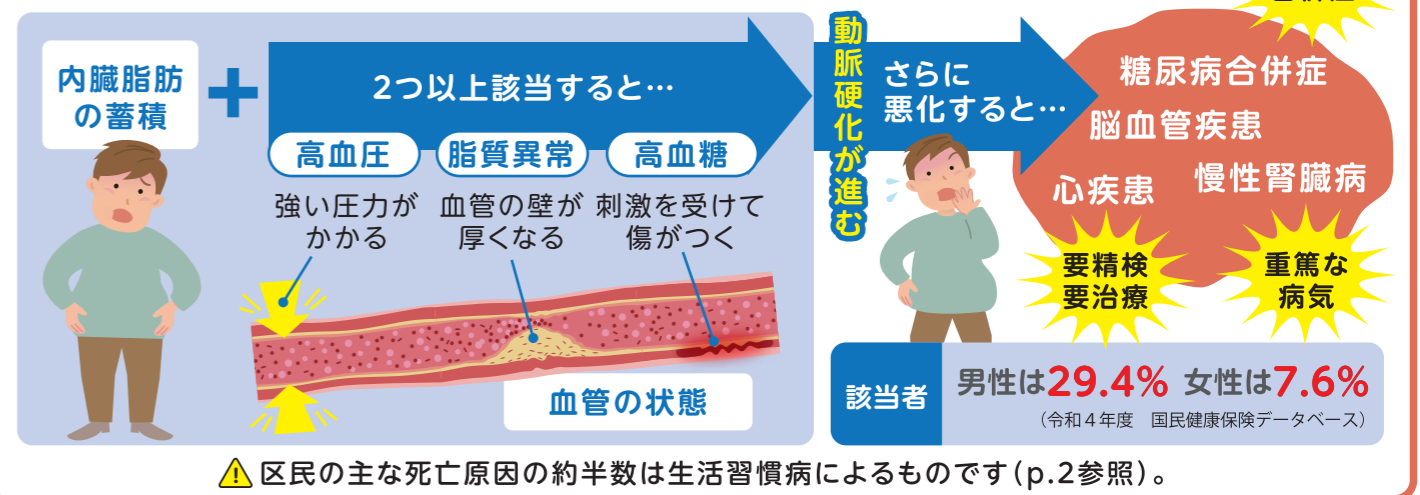 内臓脂肪
の蓄積
+
2つ以上該当すると…
高血圧
脂質異常
高血糖
強い圧力が
かかる
血管の壁が
厚くなる
刺激を受けて
傷がつく
血管の状態
動脈硬化が進む
さらに
悪化すると…
糖尿病合併症
脳血管疾患
心疾患
慢性腎臓病
要精検
要治療
重篤な
病気
該当者
男性は29.4% 女性は7.6%
（令和4年度 国民健康保険データベース）
区民の主な死亡原因の約半数は生活習慣病によるものです(p.2参照)。